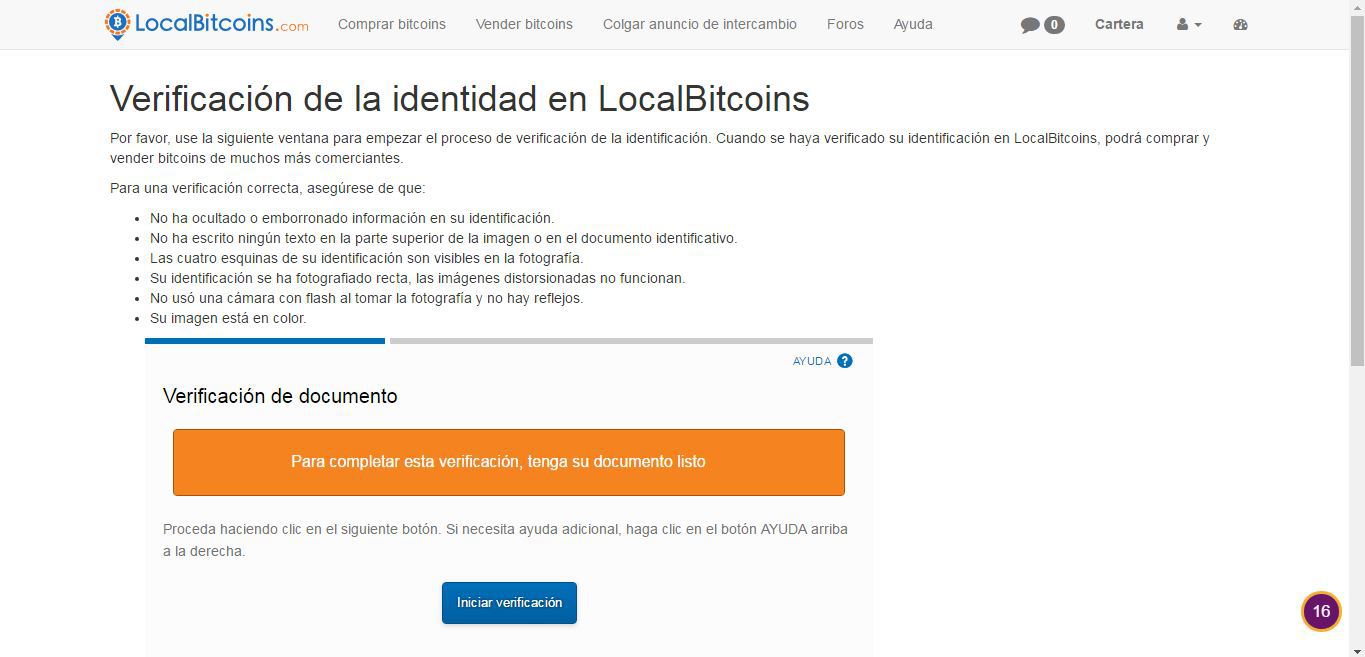 LocalBitcoins.com Comprar bitcoins Vender bitcoins Colgar anuncio de intercambio Foros Ayuda 0 Cartera
Verificación de la identidad en LocalBitcoins
Por favor, use la siguiente ventana para empezar el proceso de verificación de la identificación. Cuando se haya verificado su identificación en LocalBitcoins, podrá comprar y
vender bitcoins de muchos más comerciantes.
Para una verificación correcta, asegúrese de que:
• No ha ocultado o emborronado información en su identificación.
• No ha escrito ningún texto en la parte superior de la imagen o en el documento identificativo.
• Las cuatro esquinas de su identificación son visibles en la fotografía.
• Su identificación se ha fotografiado recta, las imágenes distorsionadas no funcionan.
• No usó una cámara con flash al tomar la fotografía y no hay reflejos.
• Su imagen está en color.
AYUDA ?
Verificación de documento
Para completar esta verificación, tenga su documento listo
Proceda haciendo clic en el siguiente botón. Si necesita ayuda adicional, haga clic en el botón AYUDA arriba
a la derecha.
Iniciar verificación
16